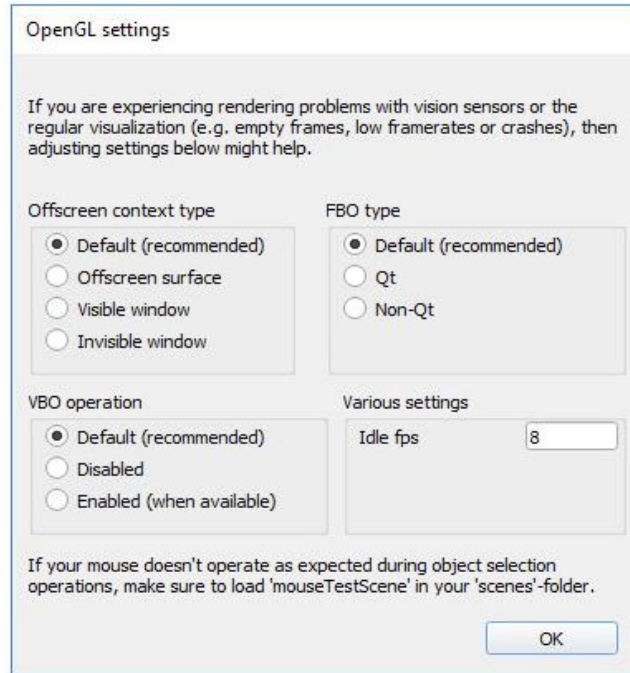 OpenGL settings
If you are experiencing rendering problems with vision sensors or the
regular visualization (e.g. empty frames, low framerates or crashes), then
adjusting settings below might help.
Offscreen context type
Default (recommended)
Offscreen surface
Visible window
Invisible window
FBO type
Default (recommended)
Qt
Non-Qt
VBO operation
Default (recommended)
Disabled
Enabled (when available)
Various settings
Idle fps 8
If your mouse doesn't operate as expected during object selection
operations, make sure to load 'mouseTestScene' in your 'scenes'-folder.
OK